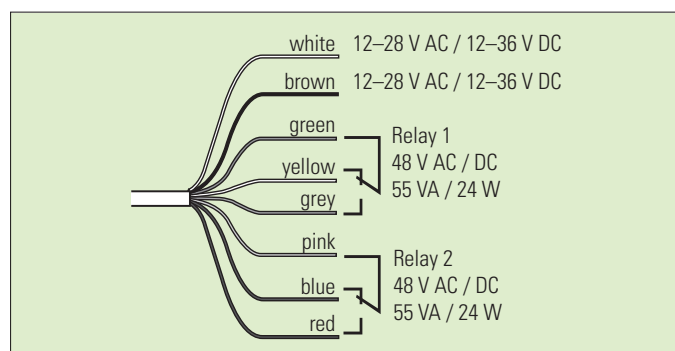 white 12–28 V AC / 12–36 V DC
brown 12–28 V AC / 12–36 V DC
green
Relay 1
yellow
48 V AC / DC
55 VA / 24 W
grey
pink
Relay 2
blue
48 V AC / DC
55 VA / 24 W
red